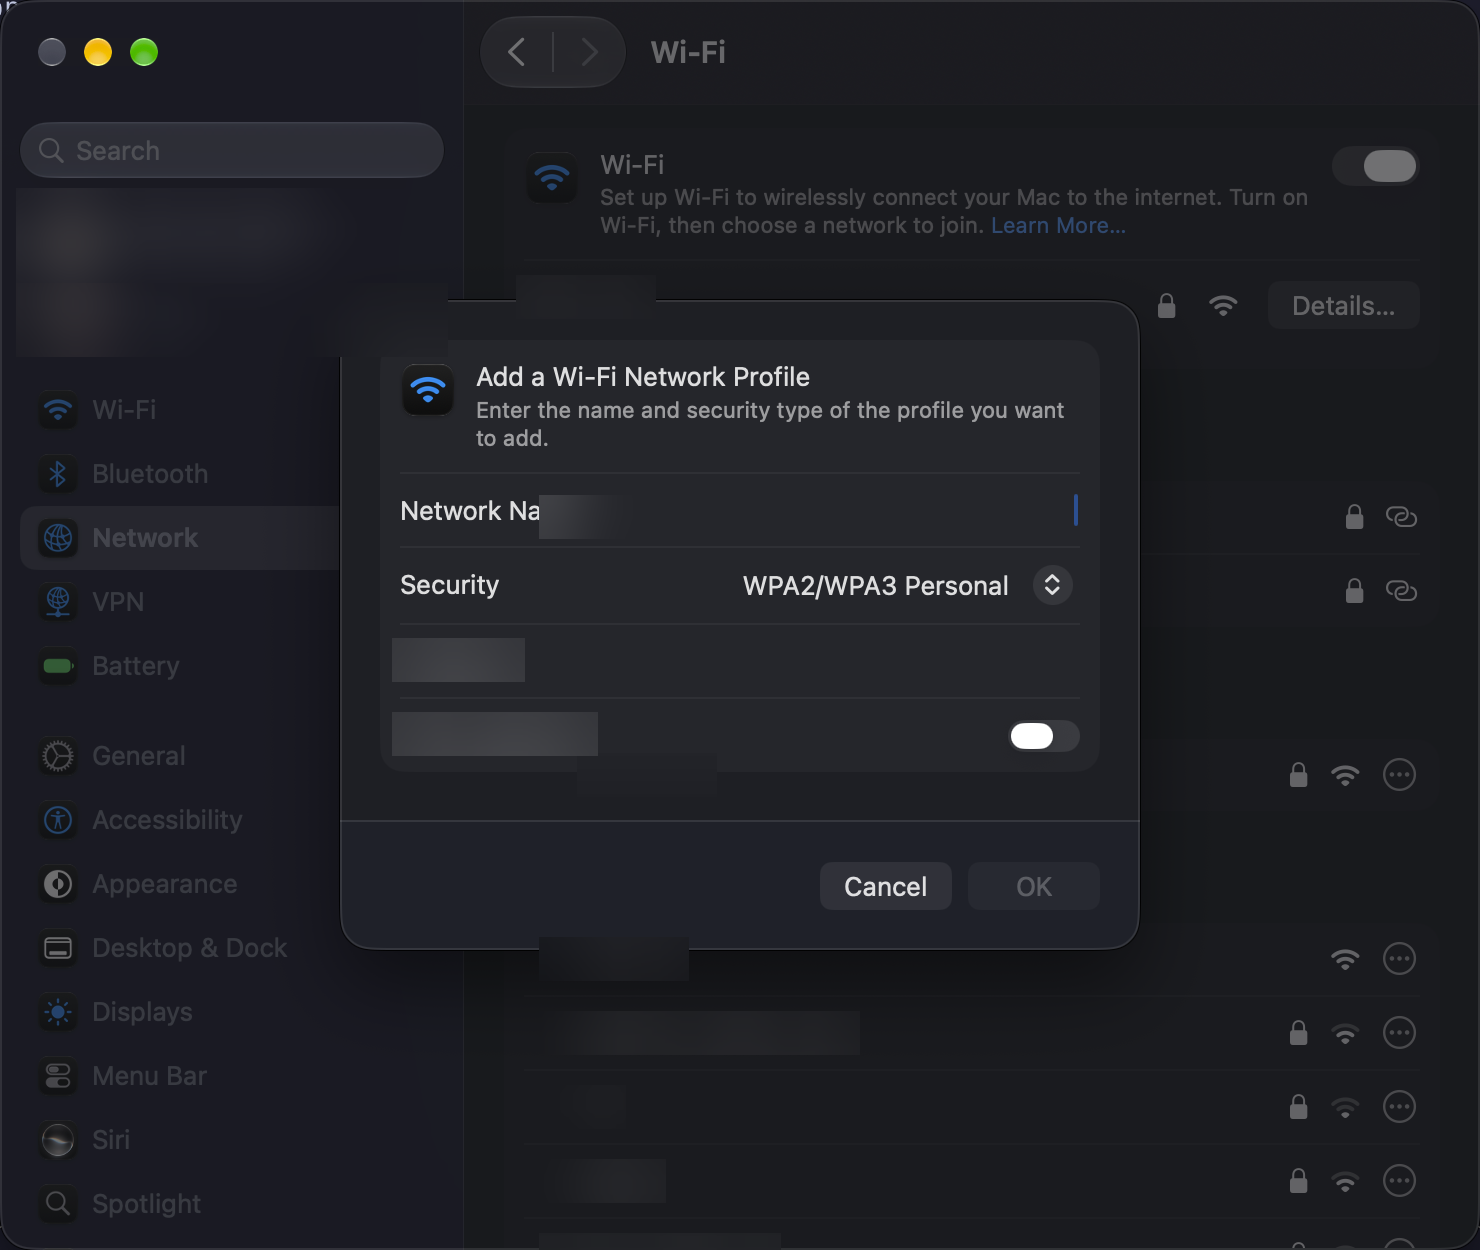 Wi-Fi
Search
Wi-Fi
Set up Wi-Fi to wirelessly connect your Mac to the internet. Turn on
Wi-Fi, then choose a network to join. Learn More...
Details...
Add a Wi-Fi Network Profile
Enter the name and security type of the profile you want
to add.
Network Na
Security
WPA2/WPA3 Personal
Cancel
OK
Wi-Fi
Bluetooth
Network
VPN
Battery
General
Accessibility
Appearance
Desktop & Dock
Displays
Menu Bar
Siri
Spotlight